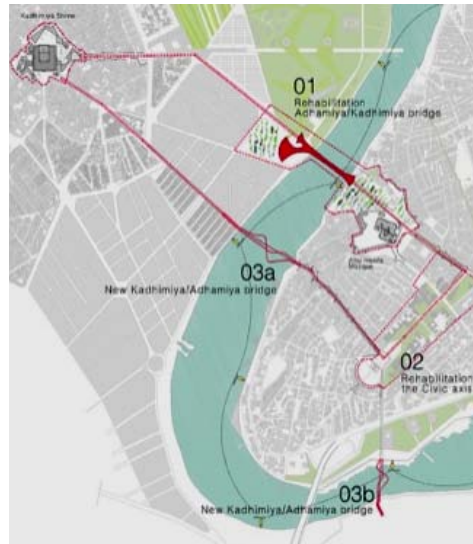 Kadhimiya Shrine
01
Rehabilitation
Adhamiya/Kadhimiya bridge
Abu Hanifa
Mosque
03a
New Kadhimiya/Adhamiya bridge
02
Rehabilitation
the Civic axis
03b
New Kadhimiya/Adhamiya bridge